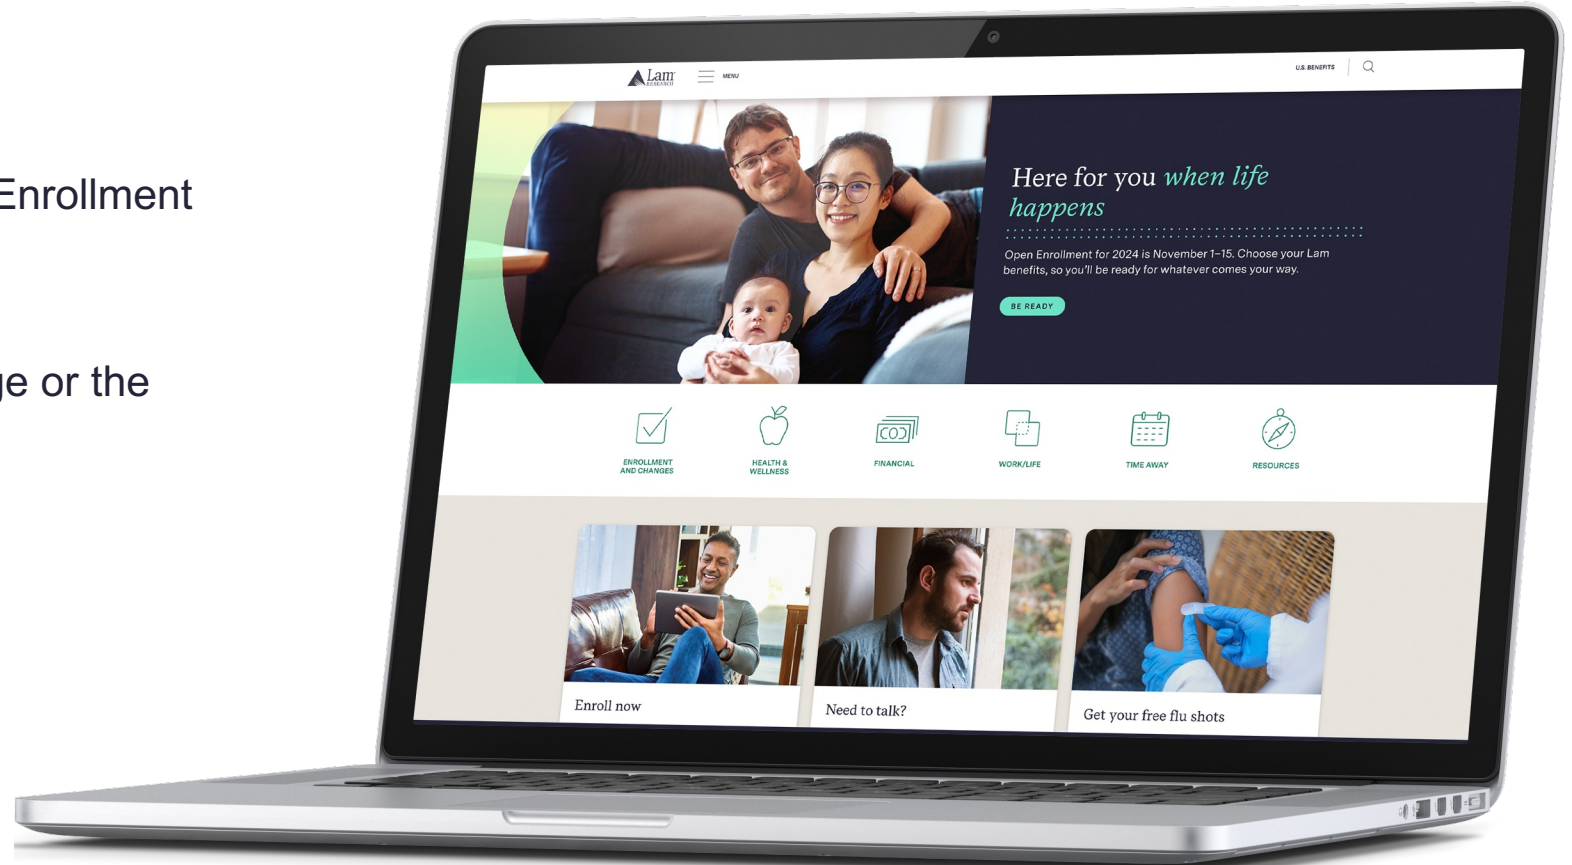 Enrollment
ge or the
Lam
RESEARCH
MENU
U.S. BENEFITS
Here for you when life
happens
Open Enrollment for 2024 is November 1–15. Choose your Lam
benefits, so you'll be ready for whatever comes your way.
BE READY
ENROLLMENT
AND CHANGES
HEALTH &
WELLNESS
FINANCIAL
WORK/LIFE
TIME AWAY
RESOURCES
Enroll now
Need to talk?
Get your free flu shots